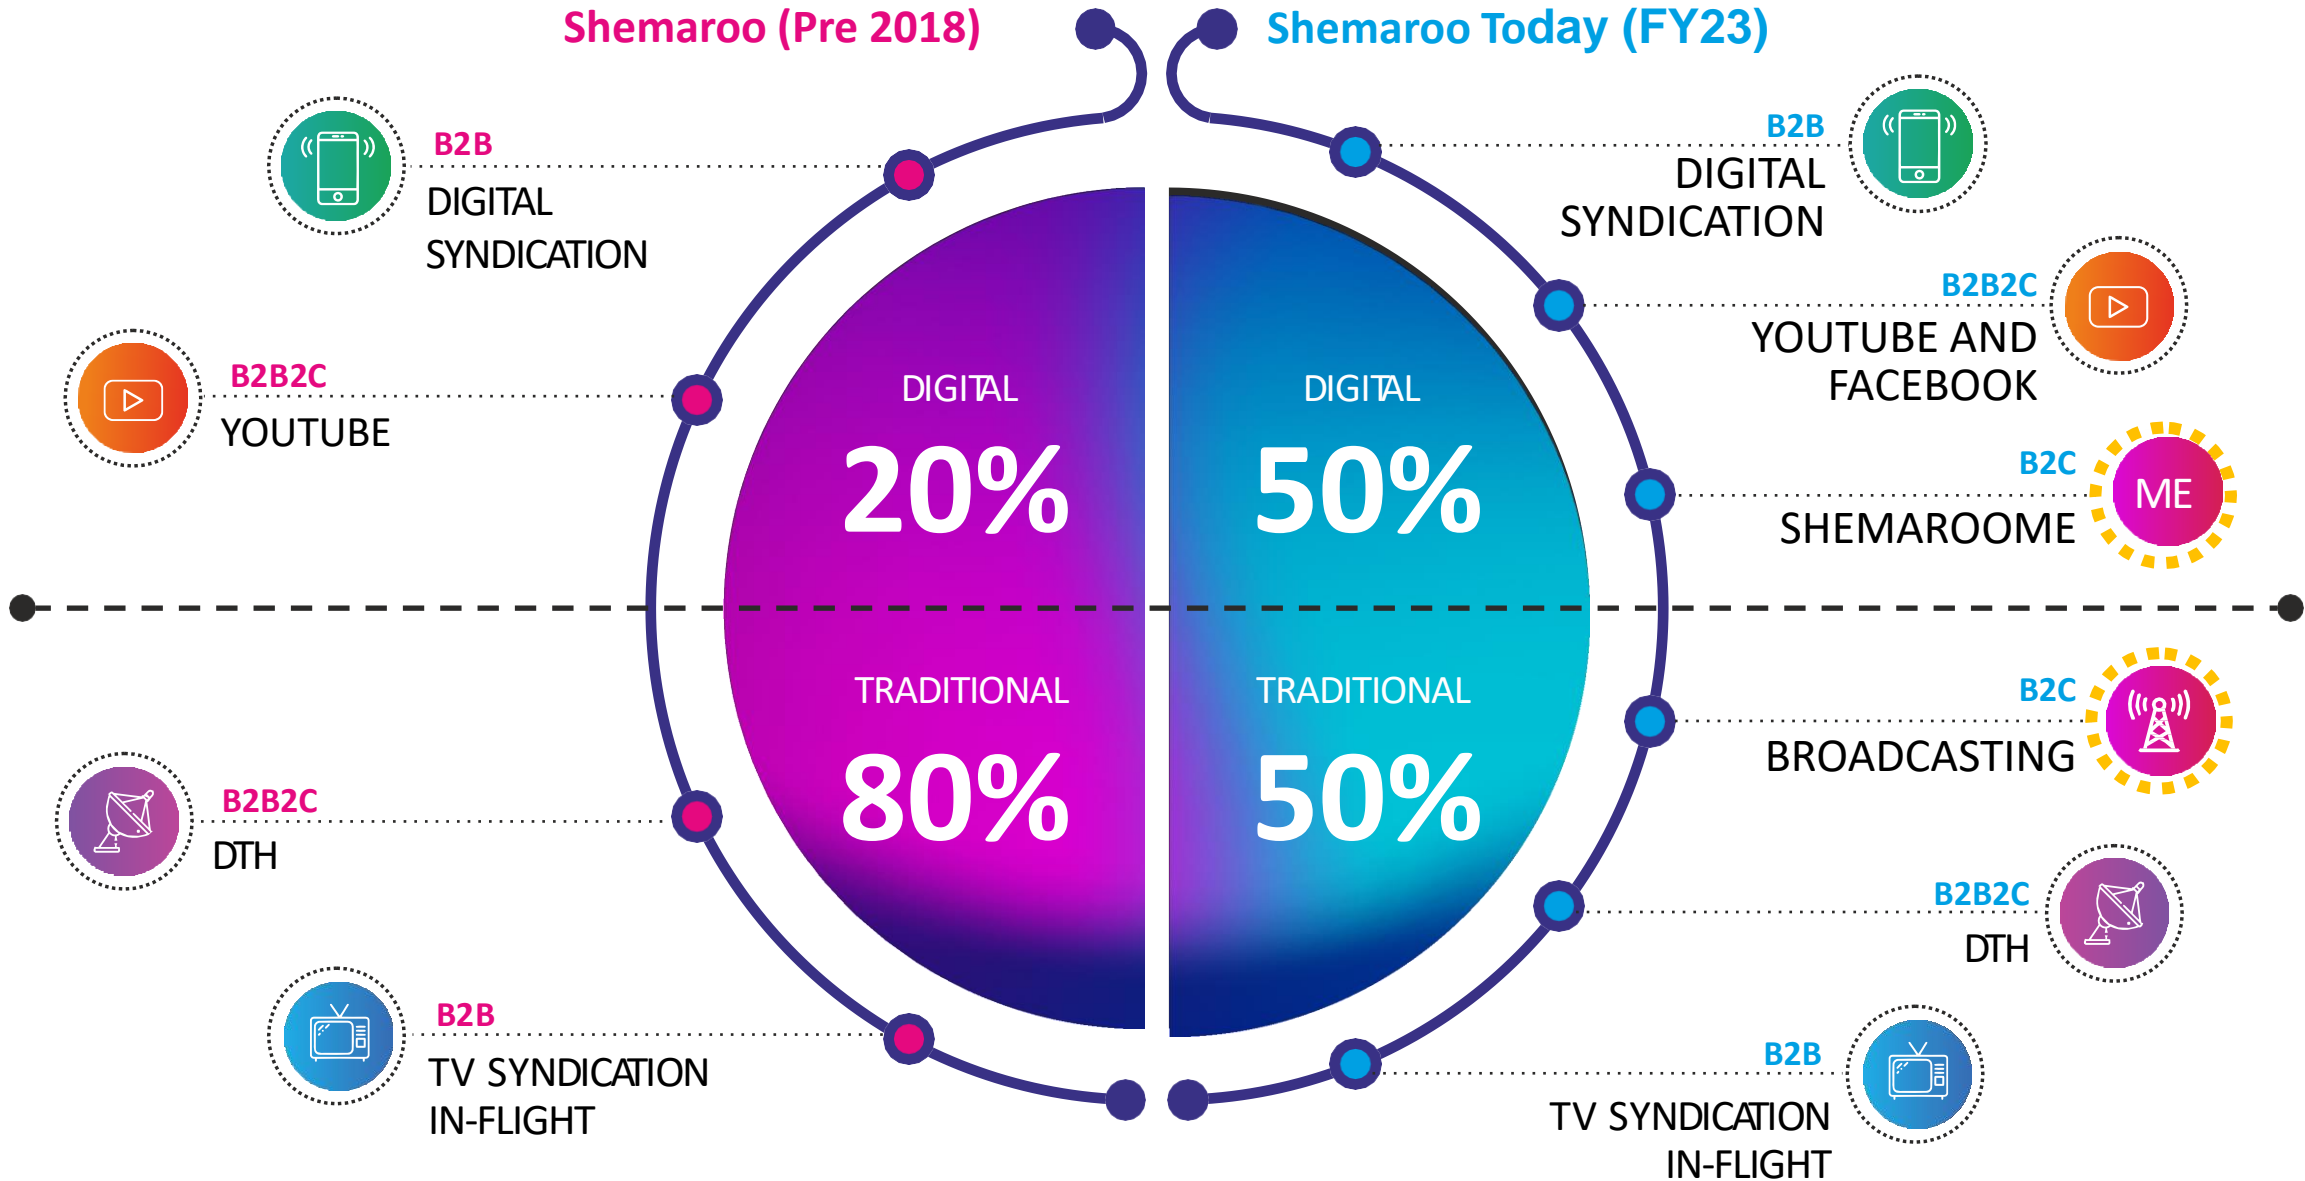 Shemaroo (Pre 2018)
B2B
DIGITAL
SYNDICATION
B2B2C
YOUTUBE
DIGITAL
20%
TRADITIONAL
80%
B2B2C
DTH
B2B
TV SYNDICATION
IN-FLIGHT
Shemaroo Today (FY23)
B2B
DIGITAL
SYNDICATION
B2B2C
YOUTUBE AND
FACEBOOK
B2C
SHEMAROOME
ME
DIGITAL
50%
TRADITIONAL
50%
B2C
BROADCASTING
B2B2C
DTH
B2B
TV SYNDICATION
IN-FLIGHT